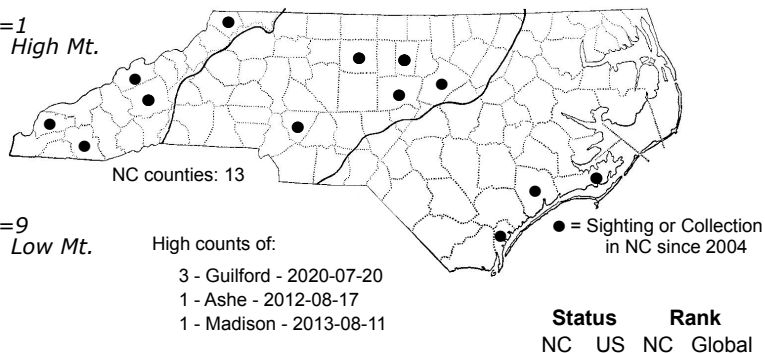 =1
High Mt.
NC counties: 13
=9
Low Mt.
High counts of:
3 - Guilford - 2020-07-20
1 - Ashe - 2012-08-17
1 - Madison - 2013-08-11
● = Sighting or Collection
in NC since 2004
Status Rank
NC US NC Global